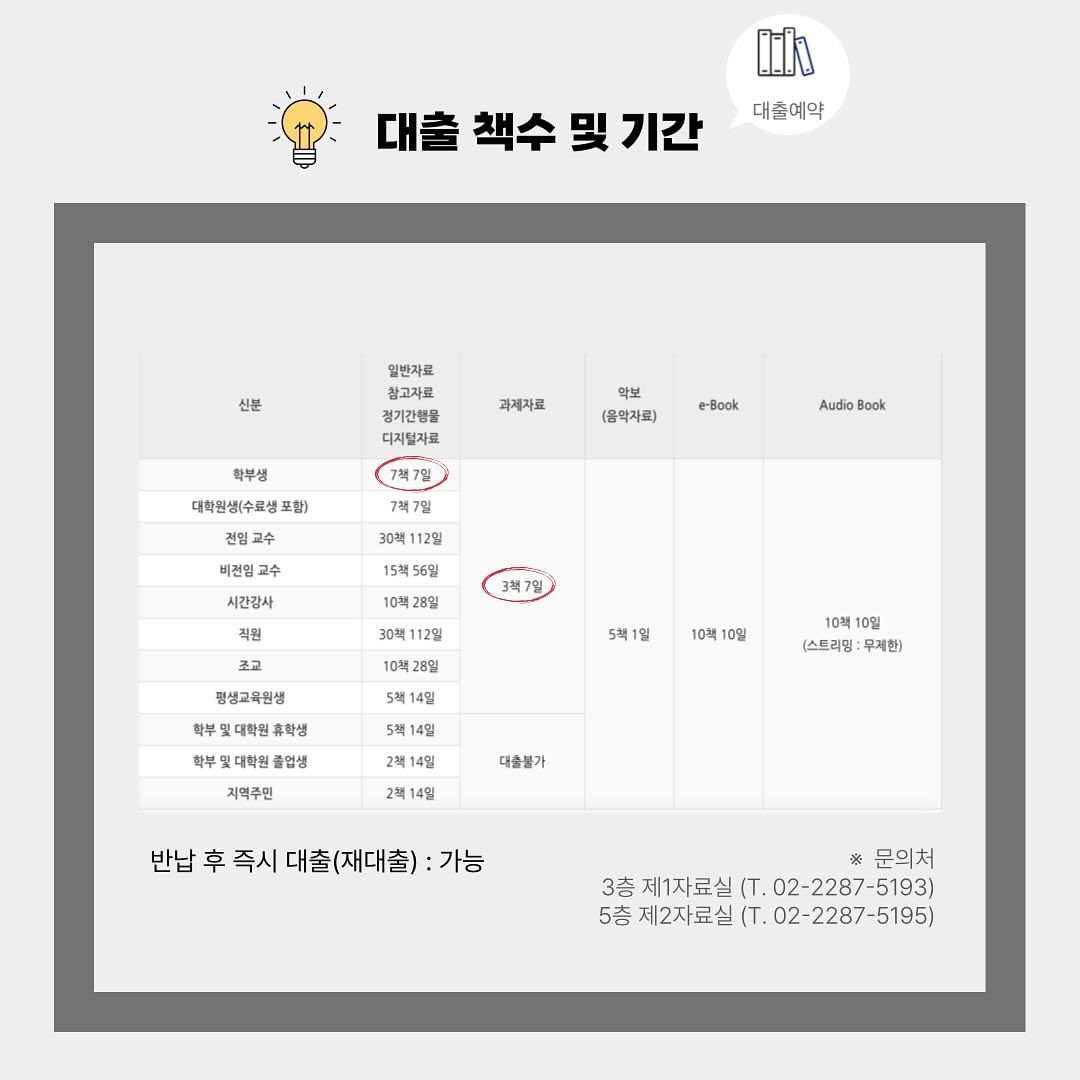 대출예약
대출 책수 및 기간
신분
일반자료
참고자료
정기간행물
디지털자료
과제자료
악보
(음악자료)
e-Book
Audio Book
학부생 7책 7일
대학원생(수료생 포함) 7책 7일
전임 교수 30책 112일
비전임 교수 15책 56일
3책 7일
시간강사 10책 28일
직원 30책 112일
5책 1일
10책 10일
10책 10일
(스트리밍 : 무제한)
조교 10책 28일
평생교육원생 5책 14일
학부 및 대학원 휴학생 5책 14일
학부 및 대학원 졸업생 2책 14일
대출불가
지역주민 2책 14일
반납 후 즉시 대출(재대출) : 가능
※ 문의처
3층 제1자료실 (T. 02-2287-5193)
5층 제2자료실 (T. 02-2287-5195)